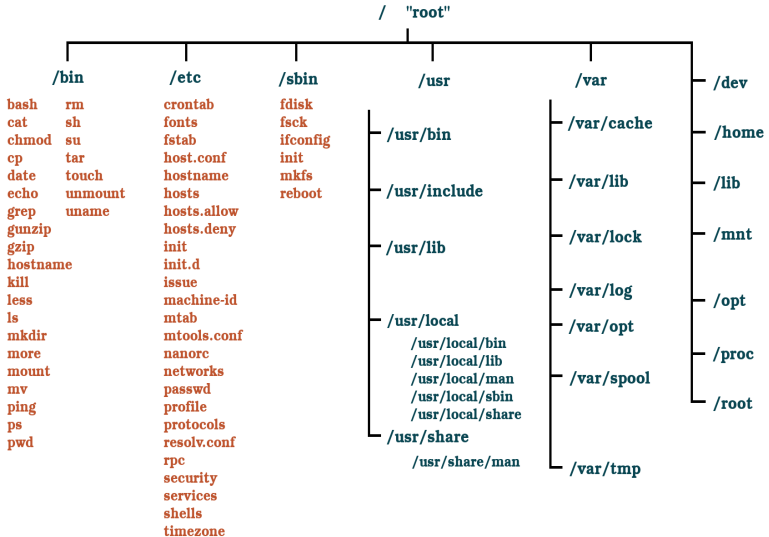 / "root"
/bin
bash
cat
chmod
cp
date
echo
grep
gunzip
gzip
hostname
kill
less
ls
mkdir
more
mount
mv
ping
ps
pwd
rm
sh
su
tar
touch
unmount
uname
/etc
crontab
fonts
fstab
host.conf
hostname
hosts
hosts.allow
hosts.deny
init
init.d
issue
machine-id
mtab
mtools.conf
nanorc
networks
passwd
profile
protocols
resolv.conf
rpc
security
services
shells
timezone
/sbin
fdisk
fsck
ifconfig
init
mkfs
reboot
/usr
/usr/bin
/usr/include
/usr/lib
/usr/local
/usr/local/bin
/usr/local/lib
/usr/local/man
/usr/local/sbin
/usr/local/share
/usr/share
/usr/share/man
/var
/var/cache
/var/lib
/var/lock
/var/log
/var/opt
/var/spool
/var/tmp
/dev
/home
/lib
/mnt
/opt
/proc
/root